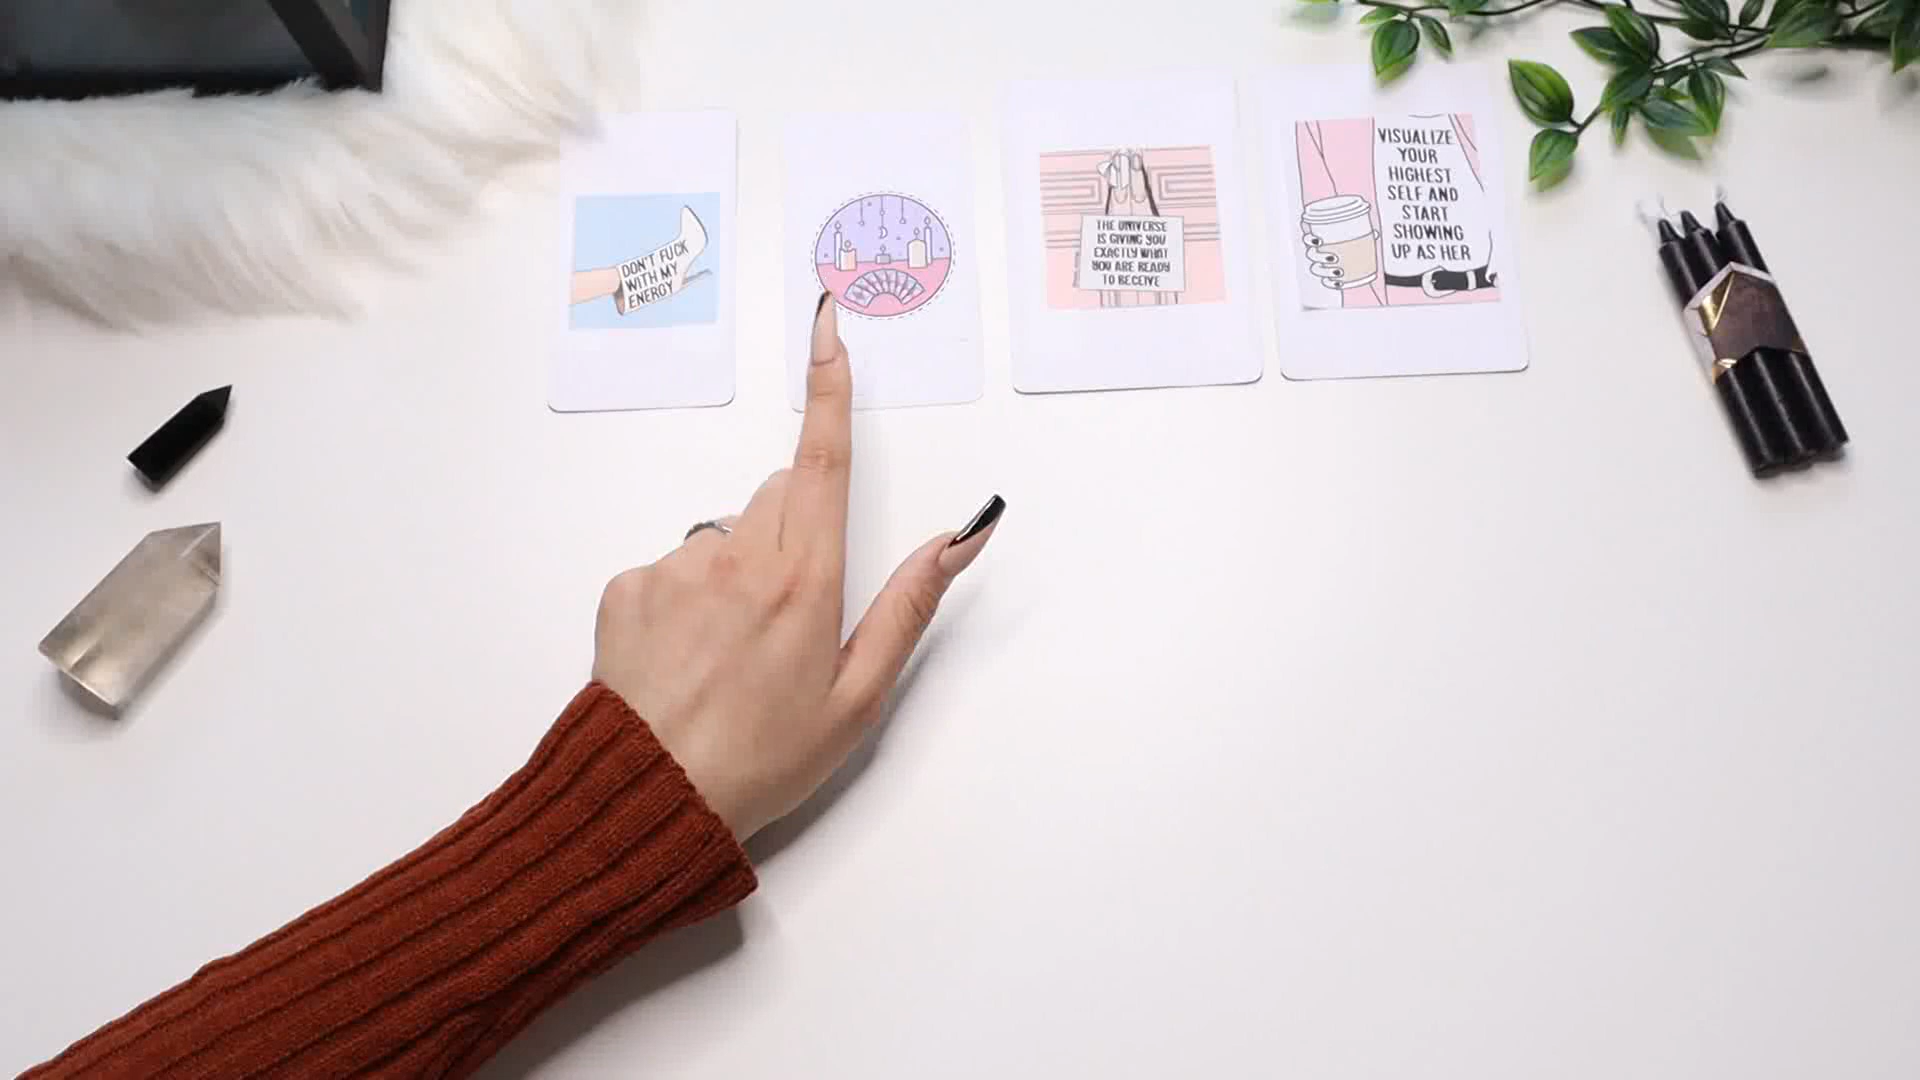 DON'T FUCK
WITH MY
ENERGY
THE UNIVERSE
IS GIVING YOU
EXACTLY WHAT
YOU ARE READY
TO RECEIVE
VISUALIZE
YOUR
HIGHEST
SELF AND
START
SHOWING
UP AS HER